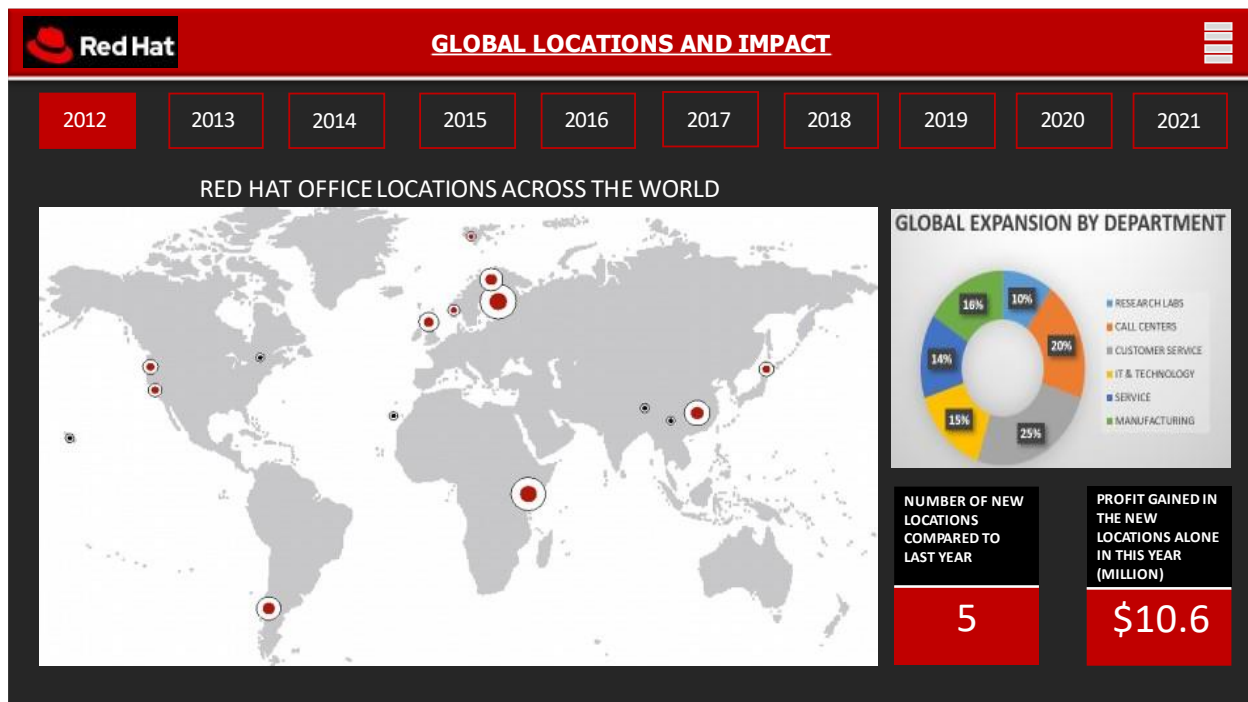 Red Hat
GLOBAL LOCATIONS AND IMPACT
2012
2013
2014
2015
2016
2017
2018
2019
2020
2021
RED HAT OFFICE LOCATIONS ACROSS THE WORLD
GLOBAL EXPANSION BY DEPARTMENT
16%
10%
20%
14%
15%
25%
RESEARCH LABS
CALL CENTERS
CUSTOMER SERVICE
IT & TECHNOLOGY
SERVICE
MANUFACTURING
NUMBER OF NEW
LOCATIONS
COMPARED TO
LAST YEAR
5
PROFIT GAINED IN
THE NEW
LOCATIONS ALONE
IN THIS YEAR
(MILLION)
$10.6